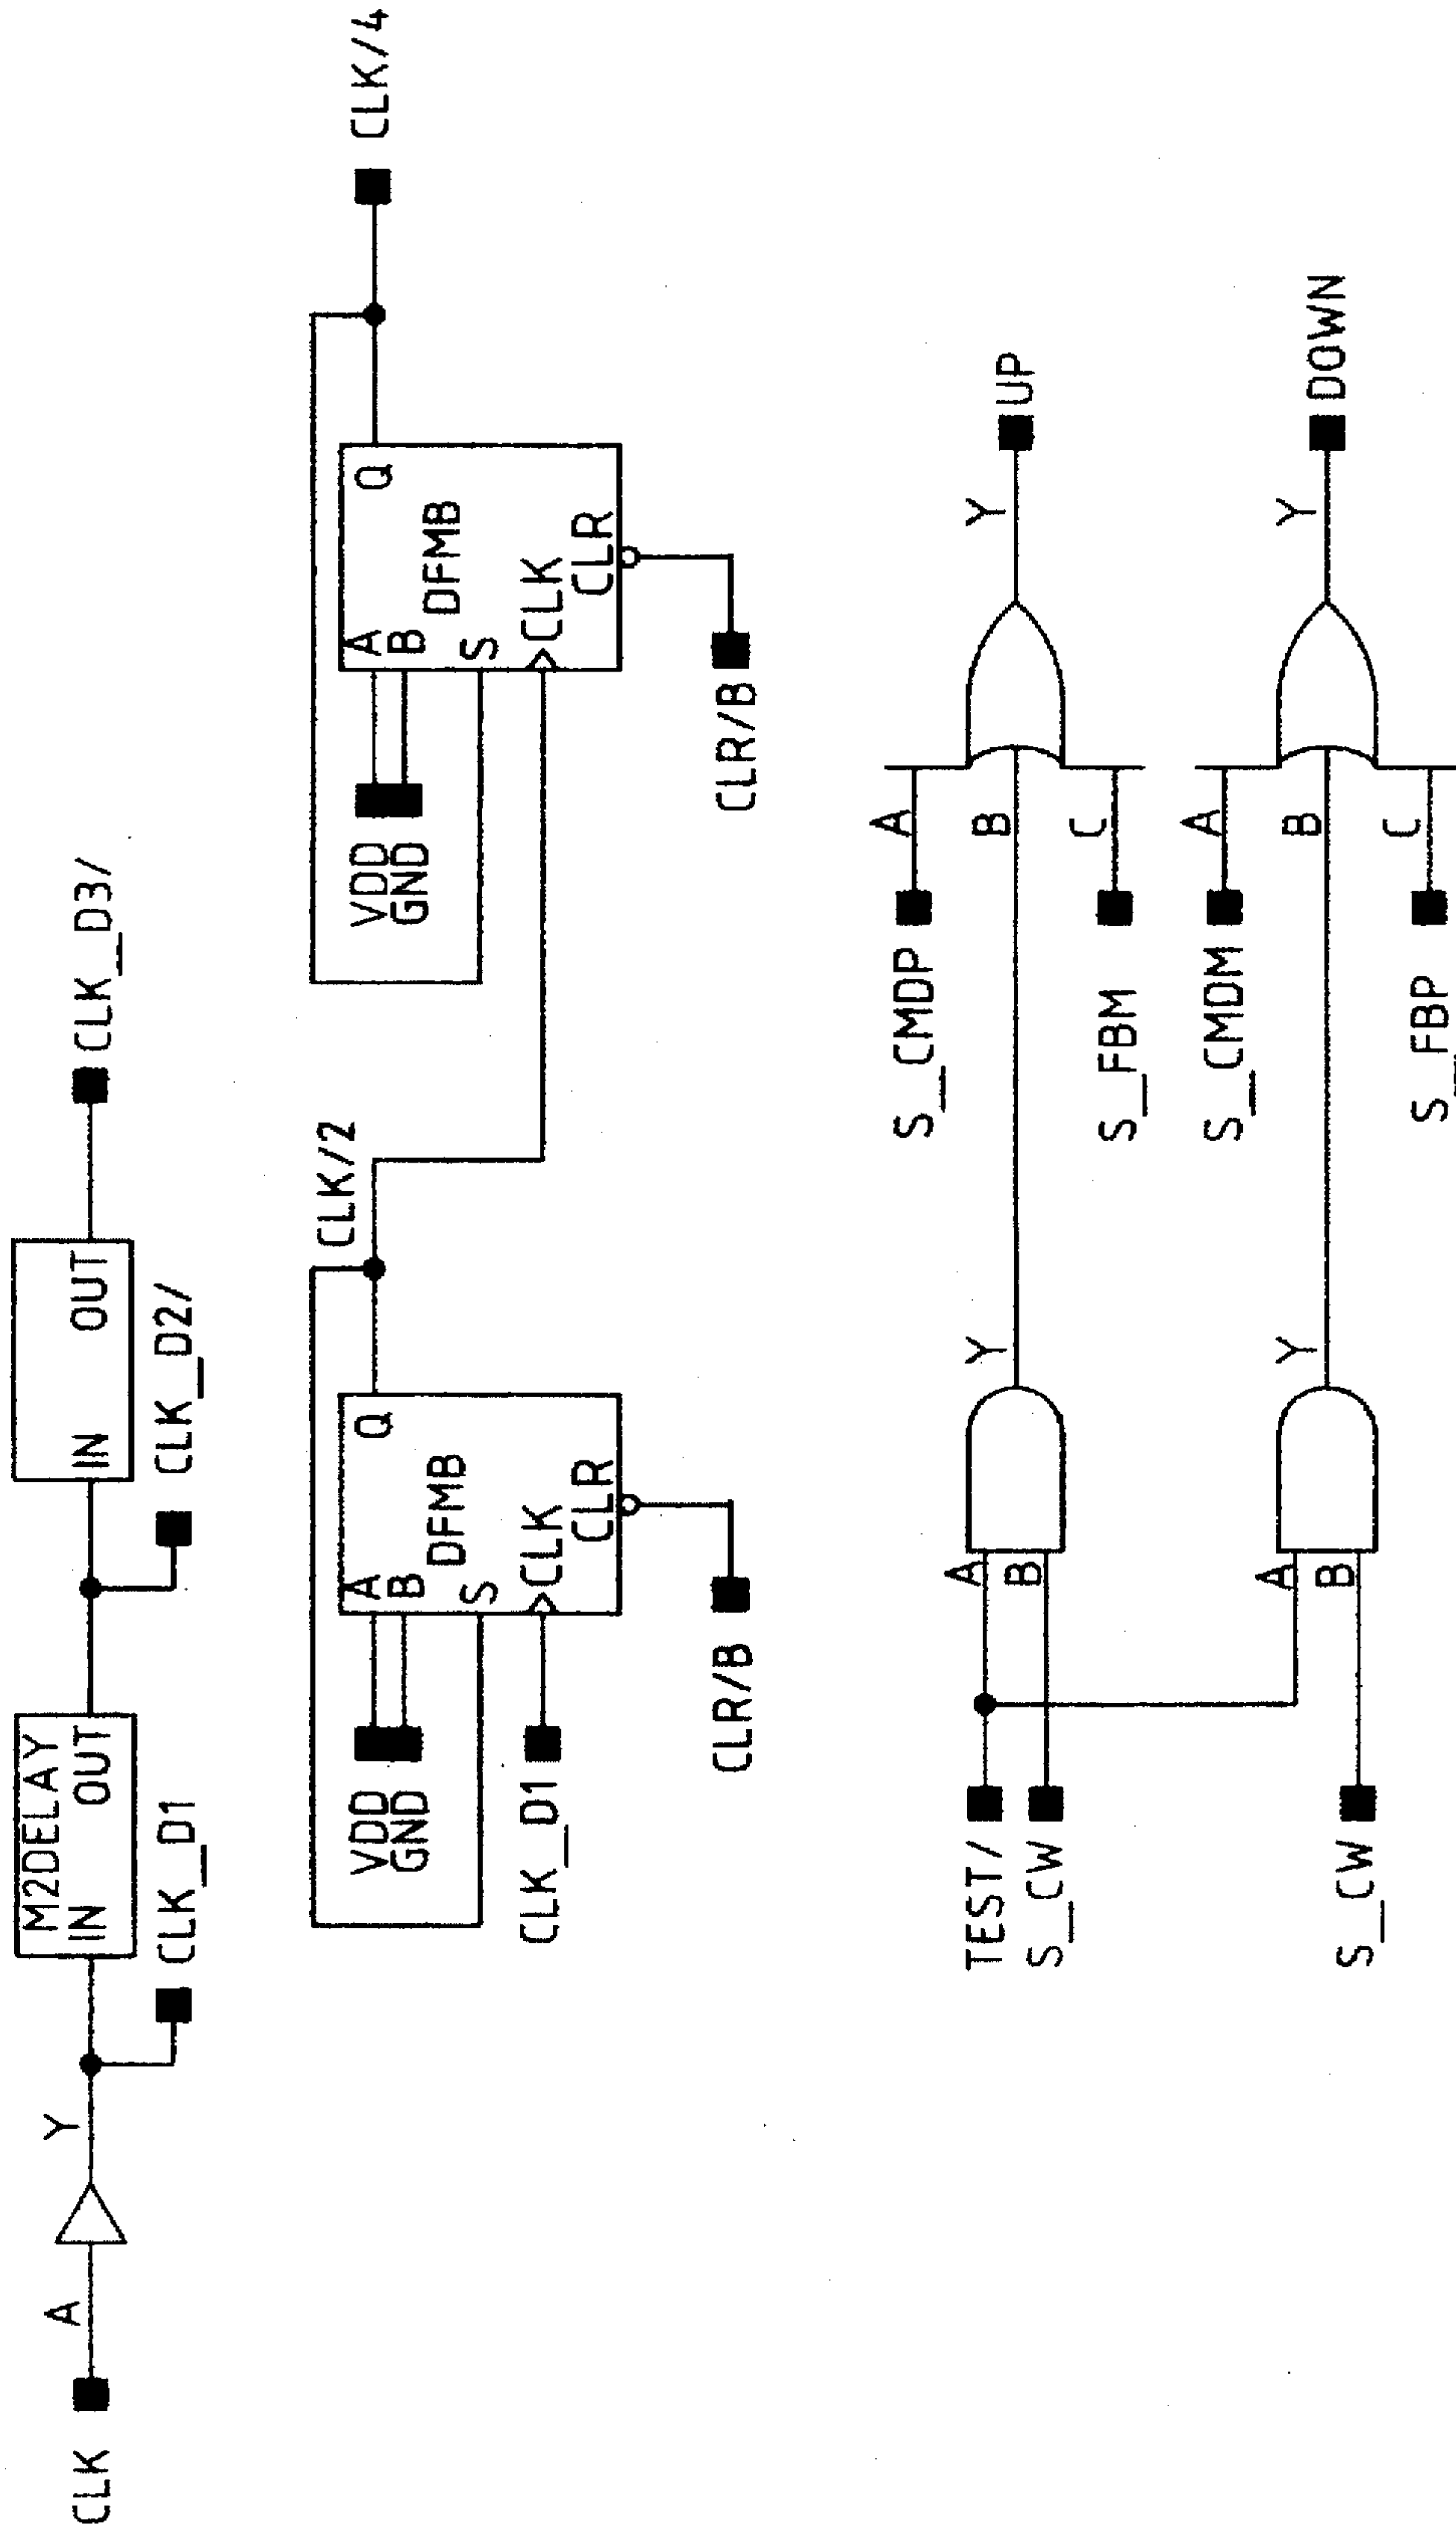 CLK
A
Y
CLK_D1
M2DELAY
IN
OUT
CLK_D2/
IN
OUT
CLK_D3/
VDD
GND
CLK_D1
A
B
S
CLK
DFMB
Q
CLR
CLR/B
CLK/2
VDD
GND
A
B
S
CLK
DFMB
Q
CLR
CLR/B
CLK/4
TEST/
S_CW
A
B
Y
S_CMDP
A
B
C
S_FBM
Y
UP
S_CW
A
B
Y
S_CMDM
A
B
C
S_FBP
Y
DOWN